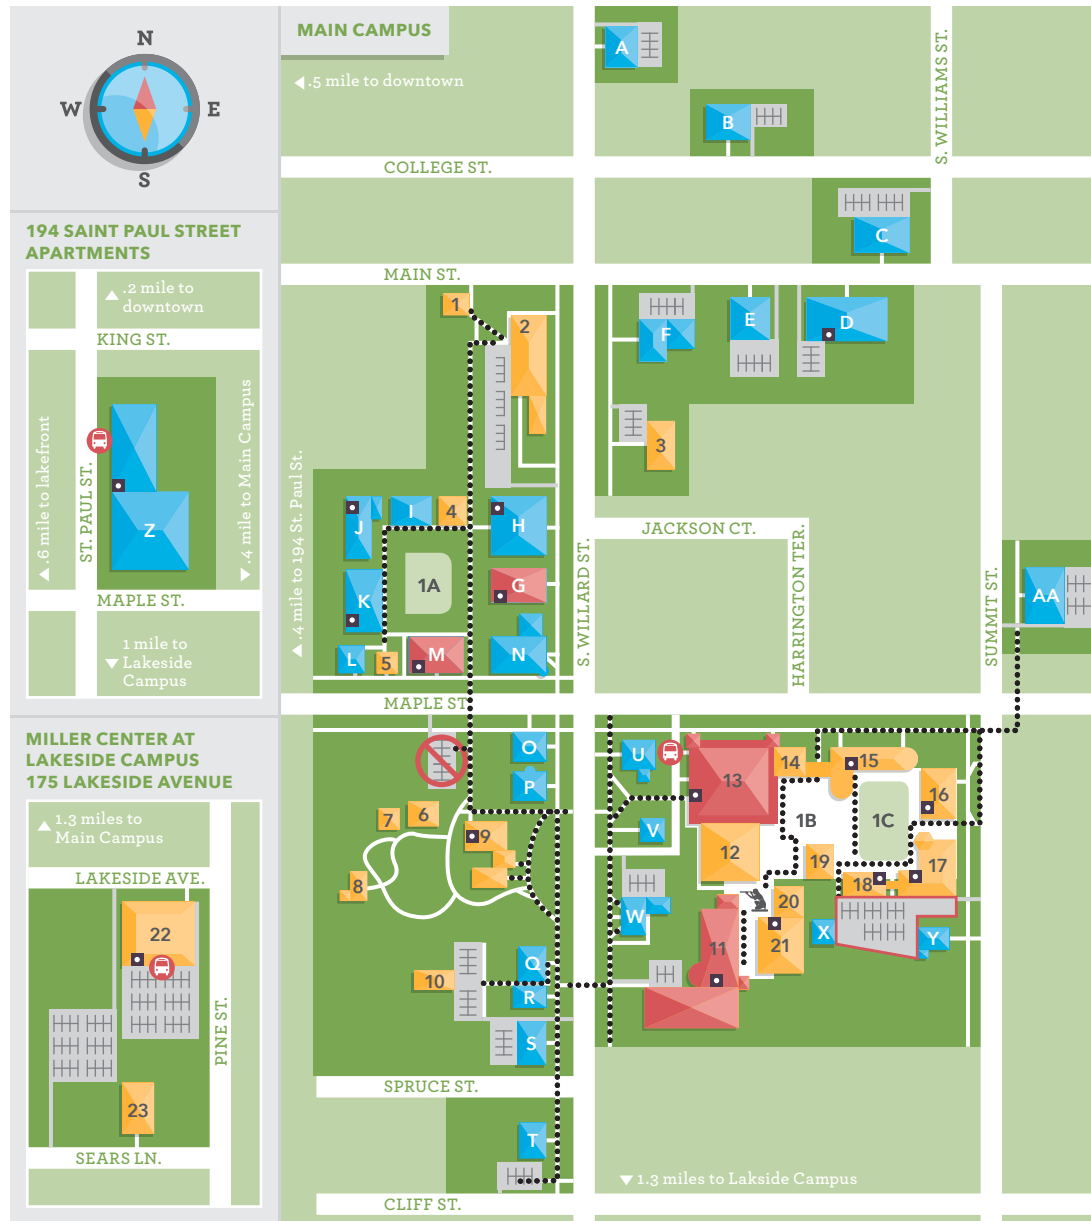 N
W
E
S
MAIN CAMPUS
.5 mile to downtown
A
B
S. WILLIAMS ST.
COLLEGE ST.
C
MAIN ST.
194 SAINT PAUL STREET
APARTMENTS
.2 mile to
downtown
KING ST.
.6 mile to lakefront
ST. PAUL ST.
Z
.4 mile to Main Campus
MAPLE ST.
1 mile to
Lakeside
Campus
MILLER CENTER AT
LAKESIDE CAMPUS
175 LAKESIDE AVENUE
1.3 miles to
Main Campus
LAKESIDE AVE.
22
PINE ST.
23
SEARS LN.
1
2
F
E
D
3
.4 mile to 194 St. Paul St.
J
I
4
H
JACKSON CT.
S. WILLARD ST.
HARRINGTON TER.
SUMMIT ST.
K
1A
G
AA
L
5
M
N
MAPLE ST
O
U
13
14
15
P
16
7
6
9
V
1B
1C
12
19
17
8
18
W
20
X
Y
11
21
Q
10
R
S
SPRUCE ST.
T
1.3 miles to Lakside Campus
CLIFF ST.